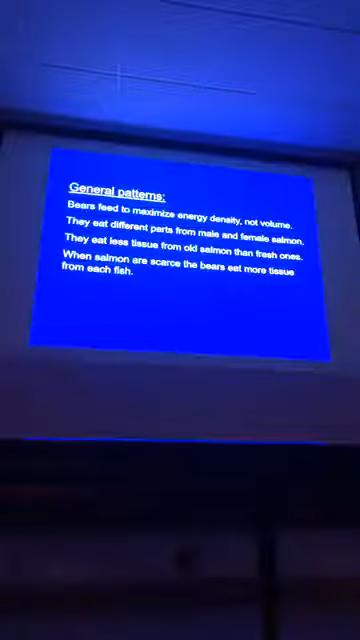 General patterns:
Bears feed to maximize energy density, not volume.
They eat different parts from male and female salmon.
They eat less tissue from old salmon than fresh ones.
When salmon are scarce the bears eat more tissue
from each fish.